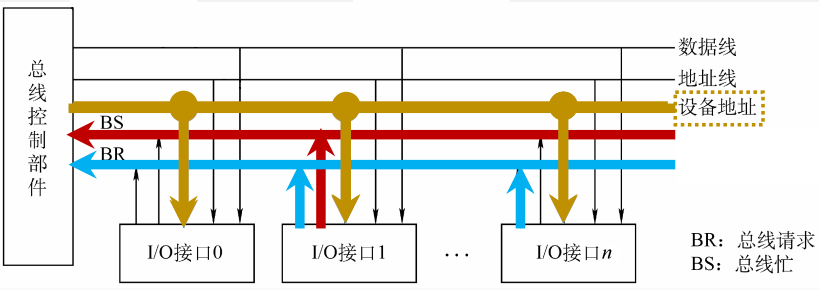 总线控制部件
数据线
地址线
设备地址
BS
BR
I/O接口0
I/O接口1
···
I/O接口n
BR：总线请求
BS：总线忙